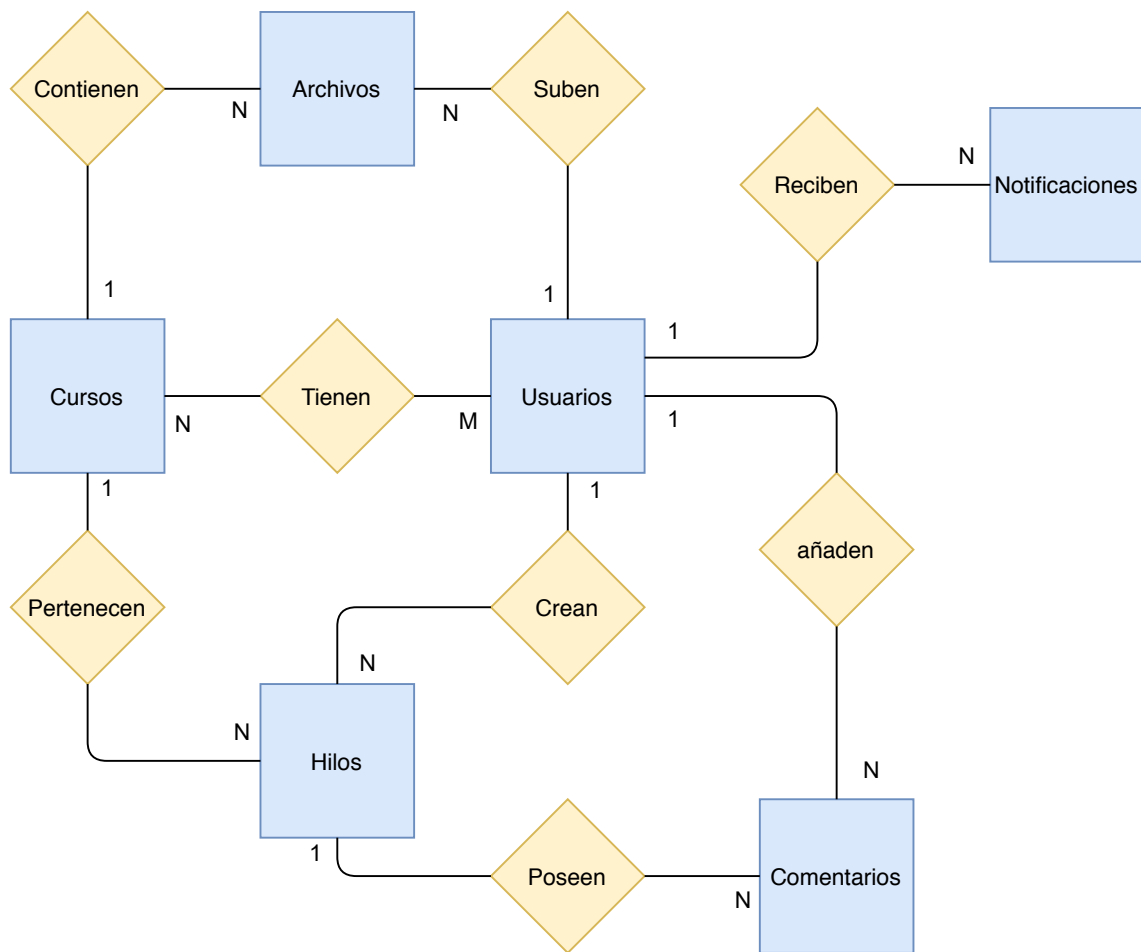 Contienen
Archivos
Suben
N
N
Reciben
N
Notificaciones
1
1
1
Cursos
Tienen
Usuarios
N
M
1
1
1
añaden
Pertenecen
Crean
N
N
Hilos
N
1
Poseen
Comentarios
N